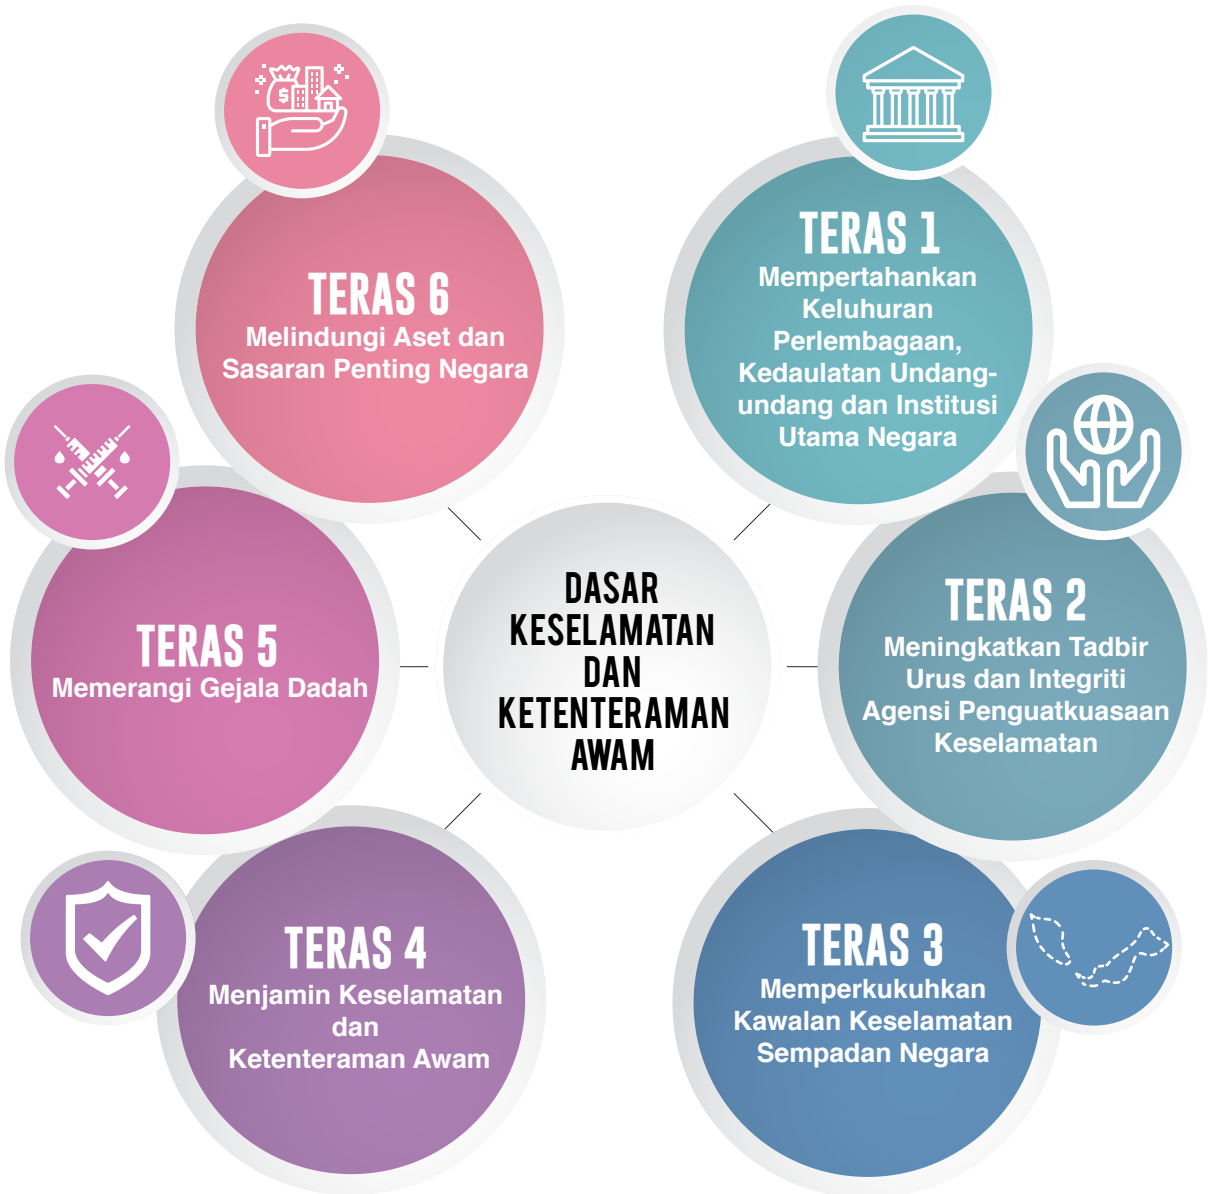 DASAR
KESELAMATAN
DAN
KETENTERAMAN
AWAM
TERAS 1
Mempertahankan
Keluhuran
Perlembagaan,
Kedaulatan Undang-
undang dan Institusi
Utama Negara
TERAS 2
Meningkatkan Tadbir
Urus dan Integriti
Agensi Penguatkuasaan
Keselamatan
TERAS 3
Memperkukuhkan
Kawalan Keselamatan
Sempadan Negara
TERAS 4
Menjamin Keselamatan
dan
Ketenteraman Awam
TERAS 5
Memerangi Gejala Dadah
TERAS 6
Melindungi Aset dan
Sasaran Penting Negara
$